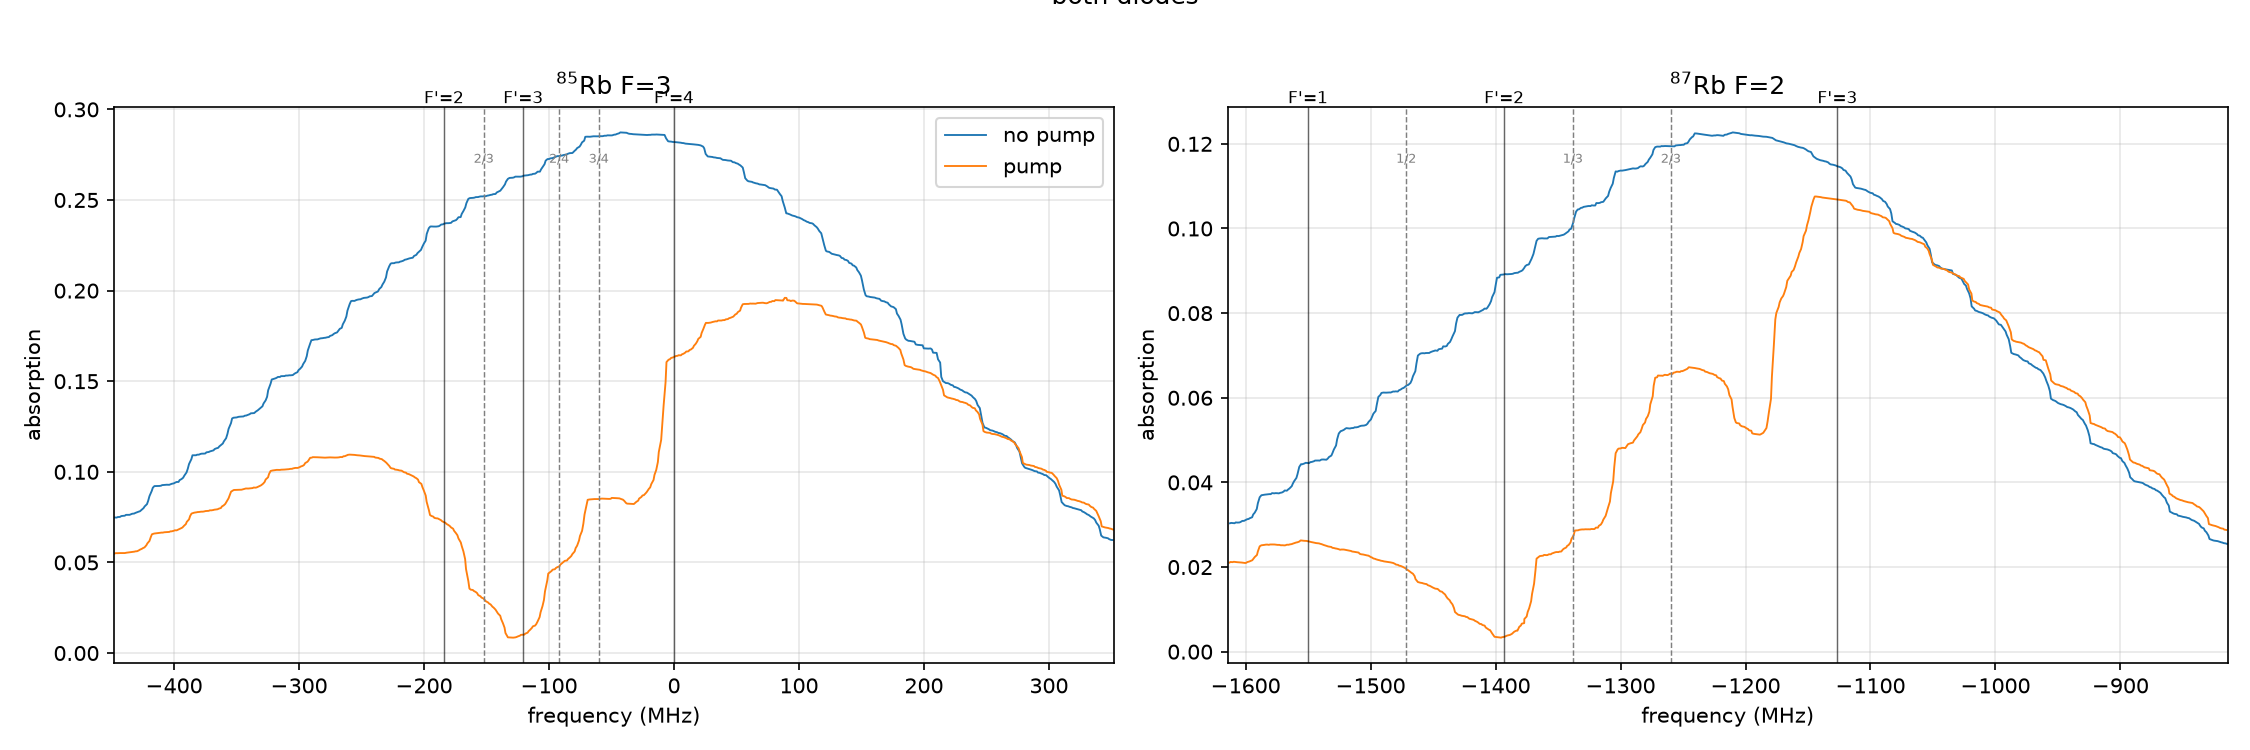 both diodes
⁸⁵Rb F=3
F'=2 F'=3 F'=4
2/3 2/4 3/4
no pump
pump
0.30
0.25
0.20
0.15
0.10
0.05
0.00
absorption
−400 −300 −200 −100 0 100 200 300
frequency (MHz)
⁸⁷Rb F=2
F'=1 F'=2 F'=3
1/2 1/3 2/3
0.12
0.10
0.08
0.06
0.04
0.02
0.00
absorption
−1600 −1500 −1400 −1300 −1200 −1100 −1000 −900
frequency (MHz)